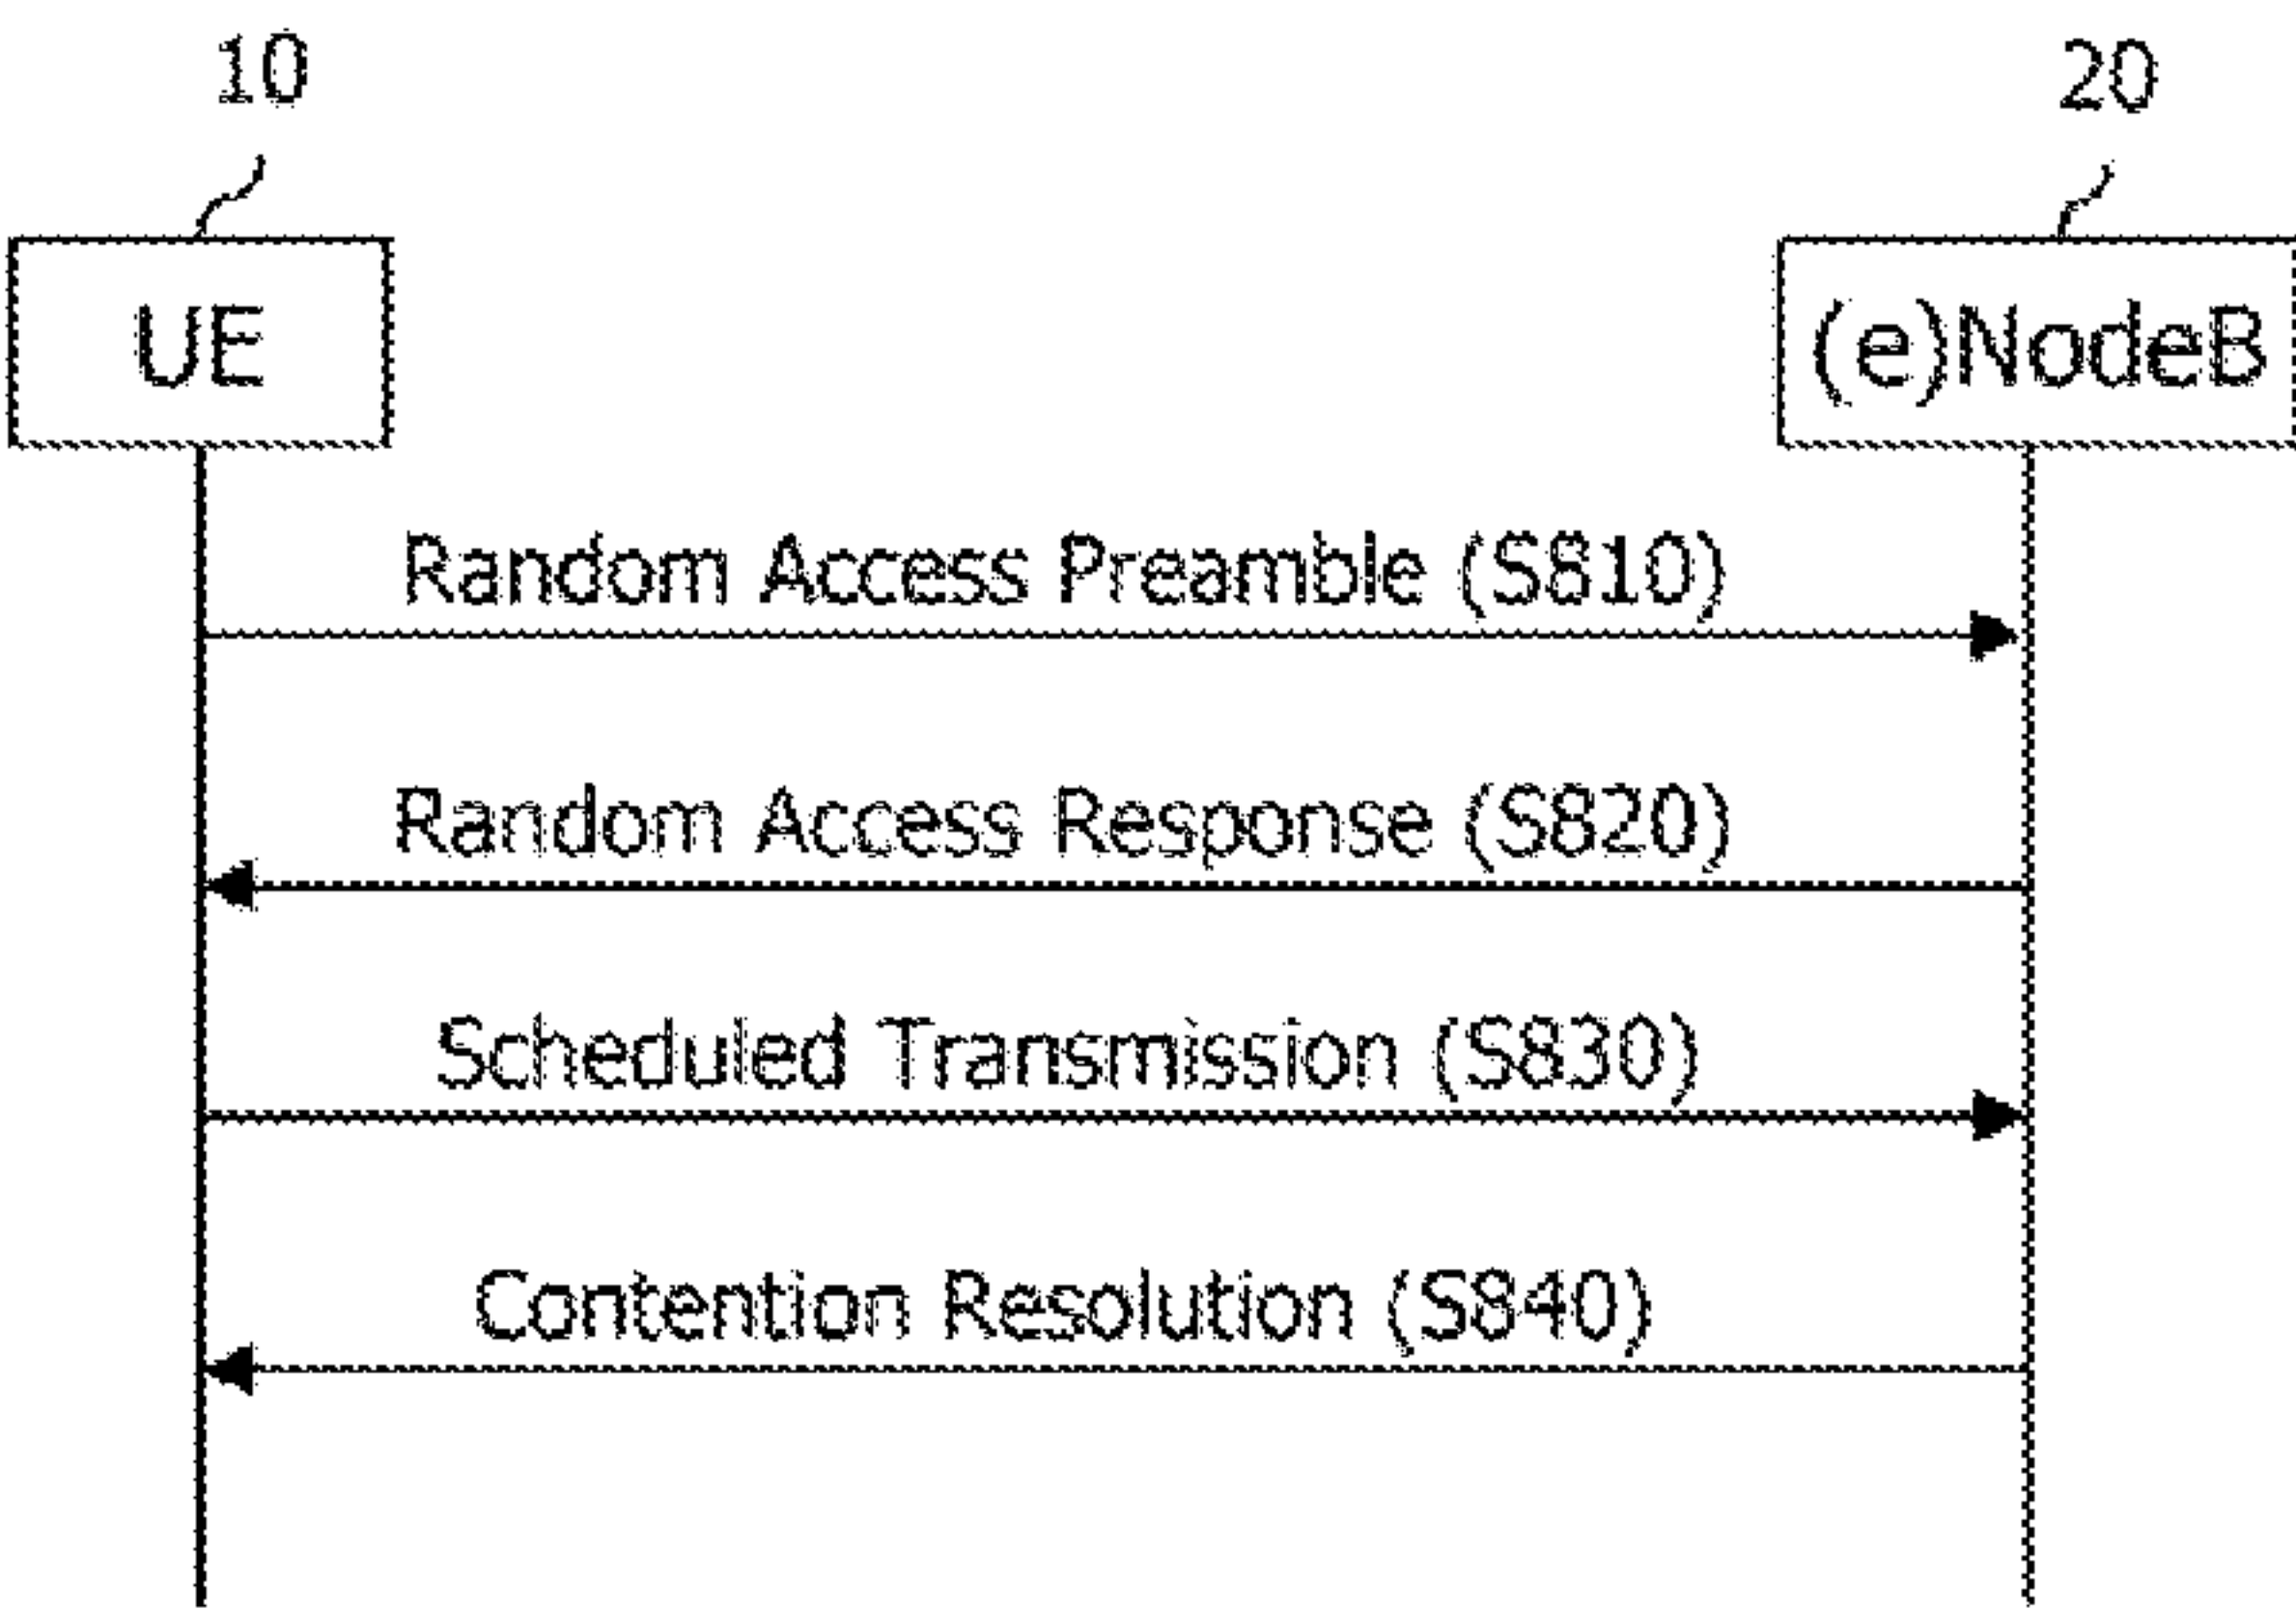 10
20
UE
(e)NodeB
Random Access Preamble (S810)
Random Access Response (S820)
Scheduled Transmission (S830)
Contention Resolution (S840)